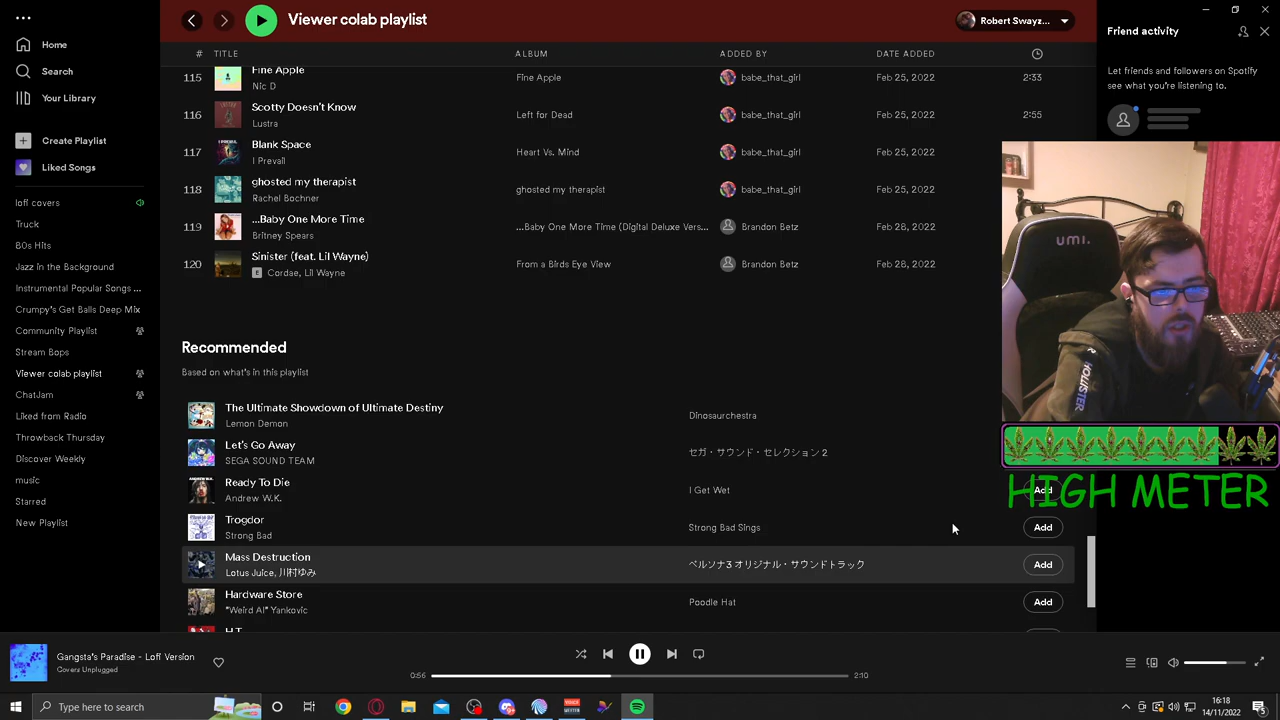 Viewer colab playlist
Robert Swayz...
Home
Search
Your Library
Create Playlist
Liked Songs
lofi covers
Truck
80s Hits
Jazz in the Background
Instrumental Popular Songs ...
Crumpy's Get Balls Deep Mix
Community Playlist
Stream Bops
Viewer colab playlist
ChatJam
Liked from Radio
Throwback Thursday
Discover Weekly
music
Starred
New Playlist
# TITLE ALBUM ADDED BY DATE ADDED
115 Fine Apple Fine Apple babe_that_girl Feb 25, 2022 2:33
Nic D
116 Scotty Doesn't Know Left for Dead babe_that_girl Feb 25, 2022 2:55
Lustra
117 Blank Space Heart Vs. Mind babe_that_girl Feb 25, 2022
I Prevail
118 ghosted my therapist ghosted my therapist babe_that_girl Feb 25, 2022
Rachel Bochner
119 ...Baby One More Time ...Baby One More Time (Digital Deluxe Vers... Brandon Betz Feb 28, 2022
Britney Spears
120 Sinister (feat. Lil Wayne) From a Birds Eye View Brandon Betz Feb 28, 2022
E Cordae, Lil Wayne
Recommended
Based on what's in this playlist
The Ultimate Showdown of Ultimate Destiny Dinosaurchestra
Lemon Demon
Let's Go Away セガ・サウンド・セレクション 2
SEGA SOUND TEAM
Ready To Die I Get Wet Add
Andrew W.K.
Trogdor Strong Bad Sings Add
Strong Bad
Mass Destruction ペルソナ3 オリジナル・サウンドトラック Add
Lotus Juice, 川村ゆみ
Hardware Store Poodle Hat Add
"Weird Al" Yankovic
Friend activity
Let friends and followers on Spotify
see what you're listening to.
umi.
HOLLISTER
HIGH METER
Gangsta's Paradise - Lofi Version
Covers Unplugged
0:56 2:10
Type here to search
16:18
14/11/2022